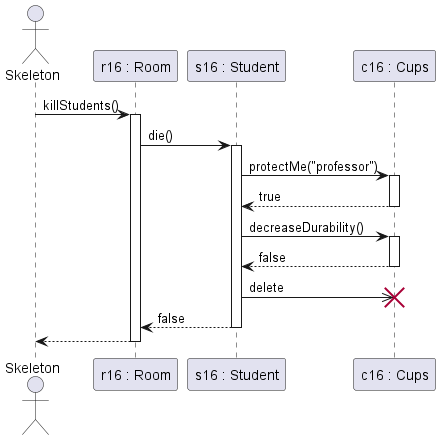 Skeleton
r16 : Room
s16 : Student
c16 : Cups
killStudents()
die()
protectMe("professor")
true
decreaseDurability()
false
delete
false
Skeleton
r16 : Room
s16 : Student
c16 : Cups